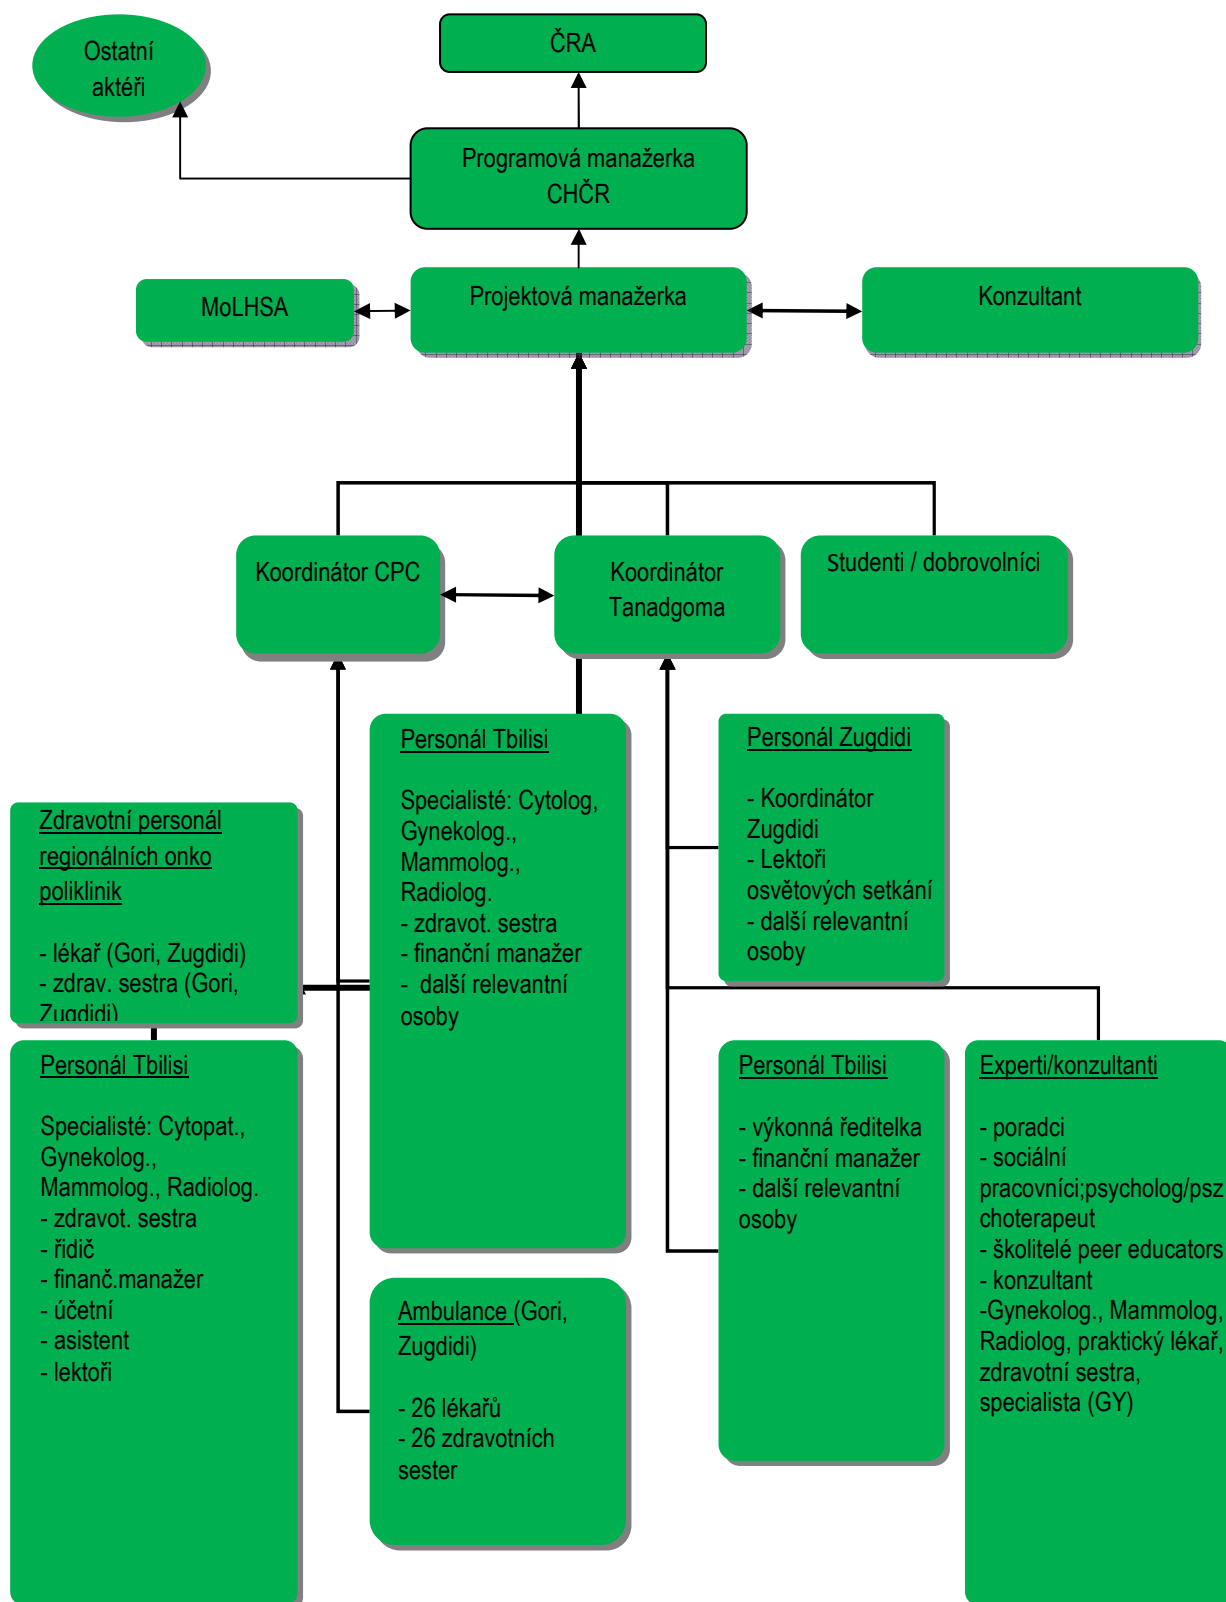 Ostatní
aktéři
ČRA
Programová manažerka
CHČR
MoLHSA
Projektová manažerka
Konzultant
Koordinátor CPC
Koordinátor
Tanadgoma
Studenti / dobrovolníci
Zdravotní personál
regionálních onko
poliklinik
- lékař (Gori, Zugdidi)
- zdrav. sestra (Gori,
Zugdidi)
Personál Tbilisi
Specialisté: Cytolog,
Gynekolog.,
Mammolog.,
Radiolog.
- zdravot. sestra
- finanční manažer
- další relevantní
osoby
Personál Zugdidi
- Koordinátor
Zugdidi
- Lektoři
osvětových setkání
- další relevantní
osoby
Personál Tbilisi
Specialisté: Cytopat.,
Gynekolog.,
Mammolog., Radiolog.
- zdravot. sestra
- řidič
- finanč.manažer
- účetní
- asistent
- lektoři
Ambulance (Gori,
Zugdidi)
- 26 lékařů
- 26 zdravotních
sester
Personál Tbilisi
- výkonná ředitelka
- finanční manažer
- další relevantní
osoby
Experti/konzultanti
- poradci
- sociální
pracovníci;psycholog/psz
choterapeut
- školitelé peer educators
- konzultant
-Gynekolog., Mammolog,
Radiolog, praktický lékař,
zdravotní sestra,
specialista (GY)